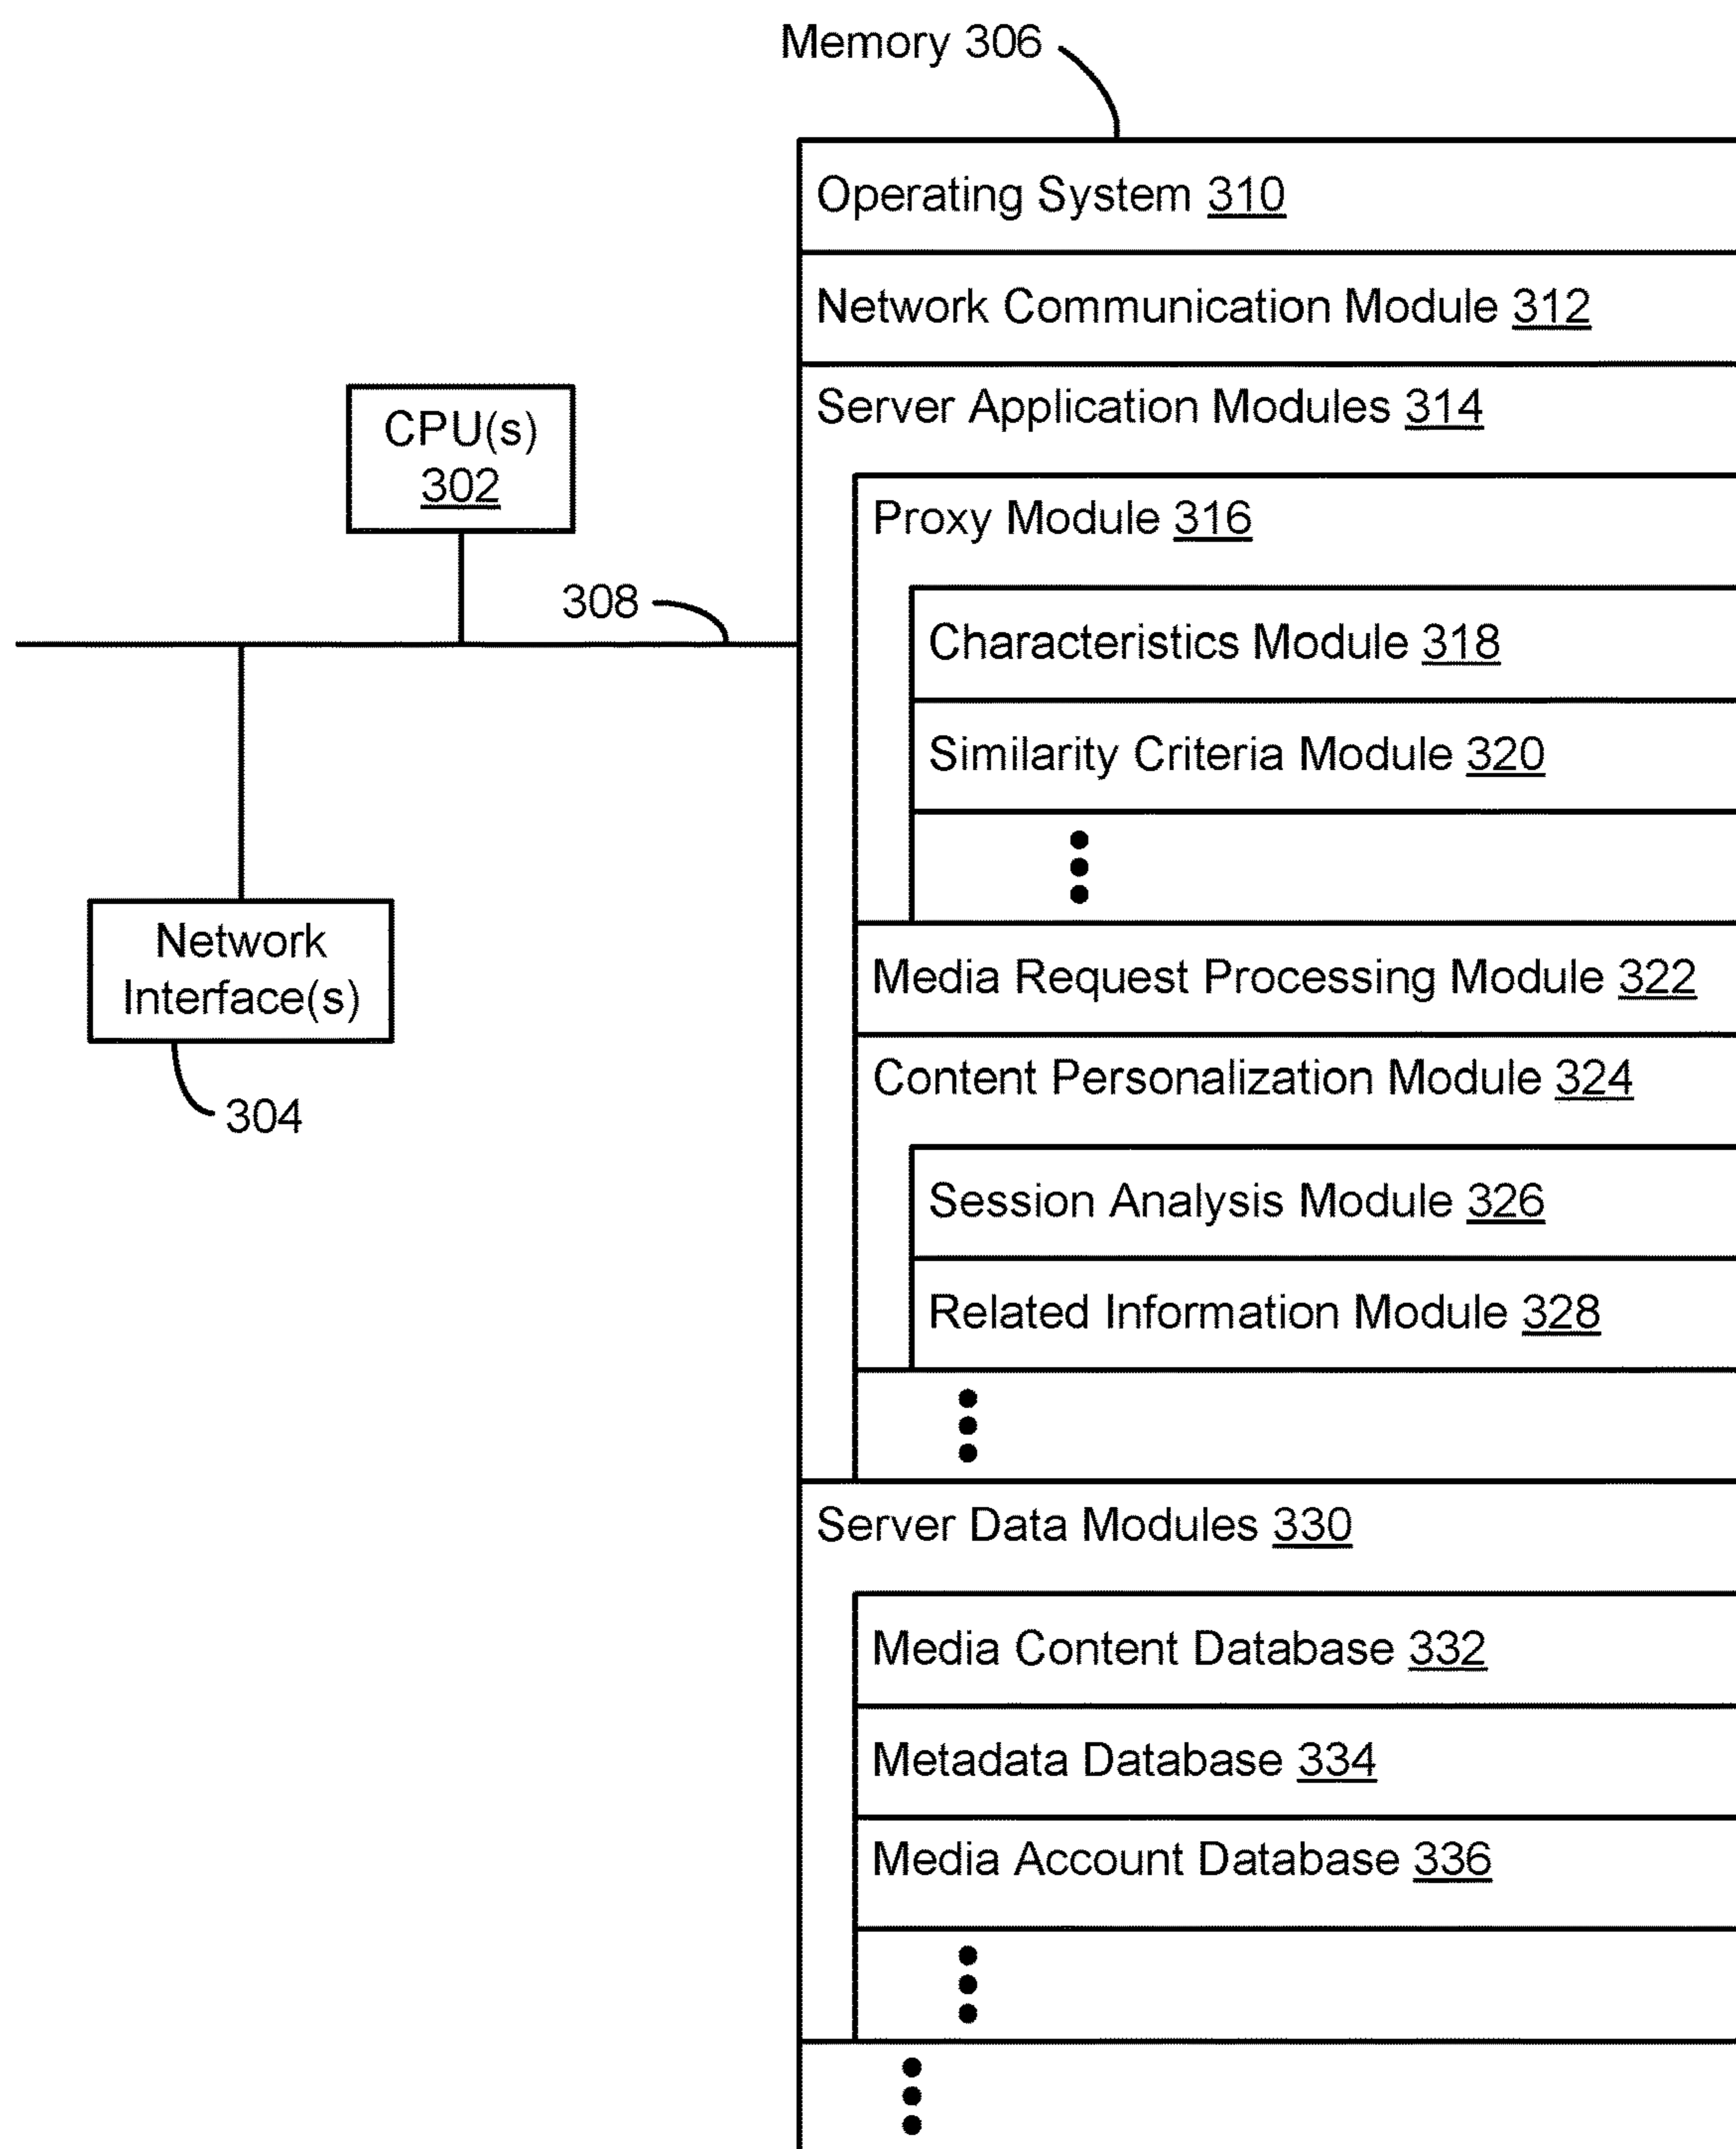 Memory 306
Operating System 310
Network Communication Module 312
Server Application Modules 314
CPU(s)
302
Proxy Module 316
308
Characteristics Module 318
Similarity Criteria Module 320
Network
Interface(s)
304
Media Request Processing Module 322
Content Personalization Module 324
Session Analysis Module 326
Related Information Module 328
Server Data Modules 330
Media Content Database 332
Metadata Database 334
Media Account Database 336